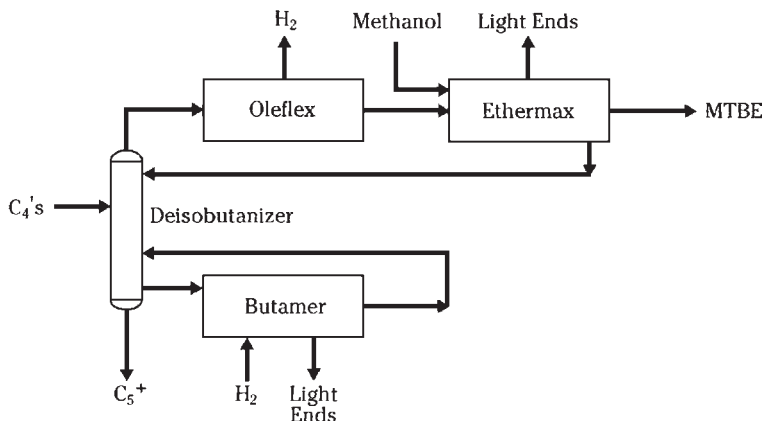 H₂
Methanol
Light Ends
Oleflex
Ethermax
MTBE
C₄'s
Deisobutanizer
Butamer
C₅⁺
H₂
Light
Ends